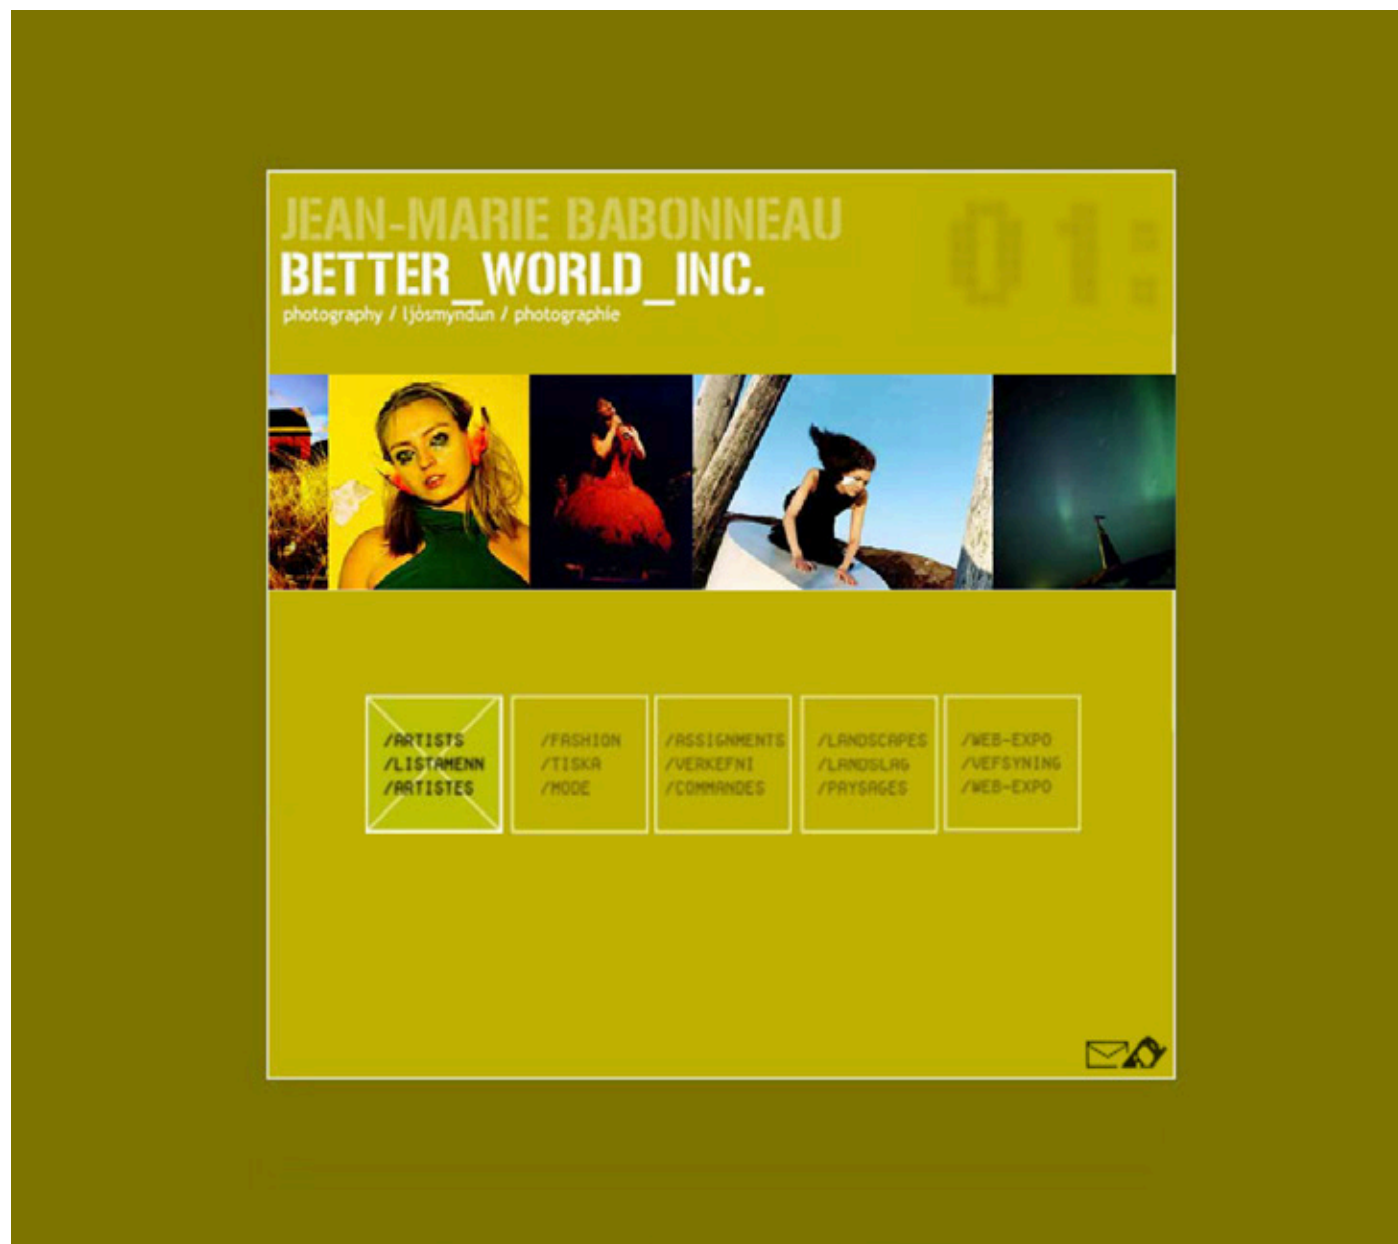 JEAN-MARIE BABONNEAU
01:
BETTER_WORLD_INC.
photography / ljòsmyndun / photographie
/ARTISTS
/LISTAMENN
/ARTISTES
/FASHION
/TISKA
/MODE
/ASSIGNMENTS
/VERKEFNI
/COMMANDES
/LANDSCAPES
/LANDSLAG
/PAYSAGES
/WEB-EXPO
/VEFSYNING
/WEB-EXPO